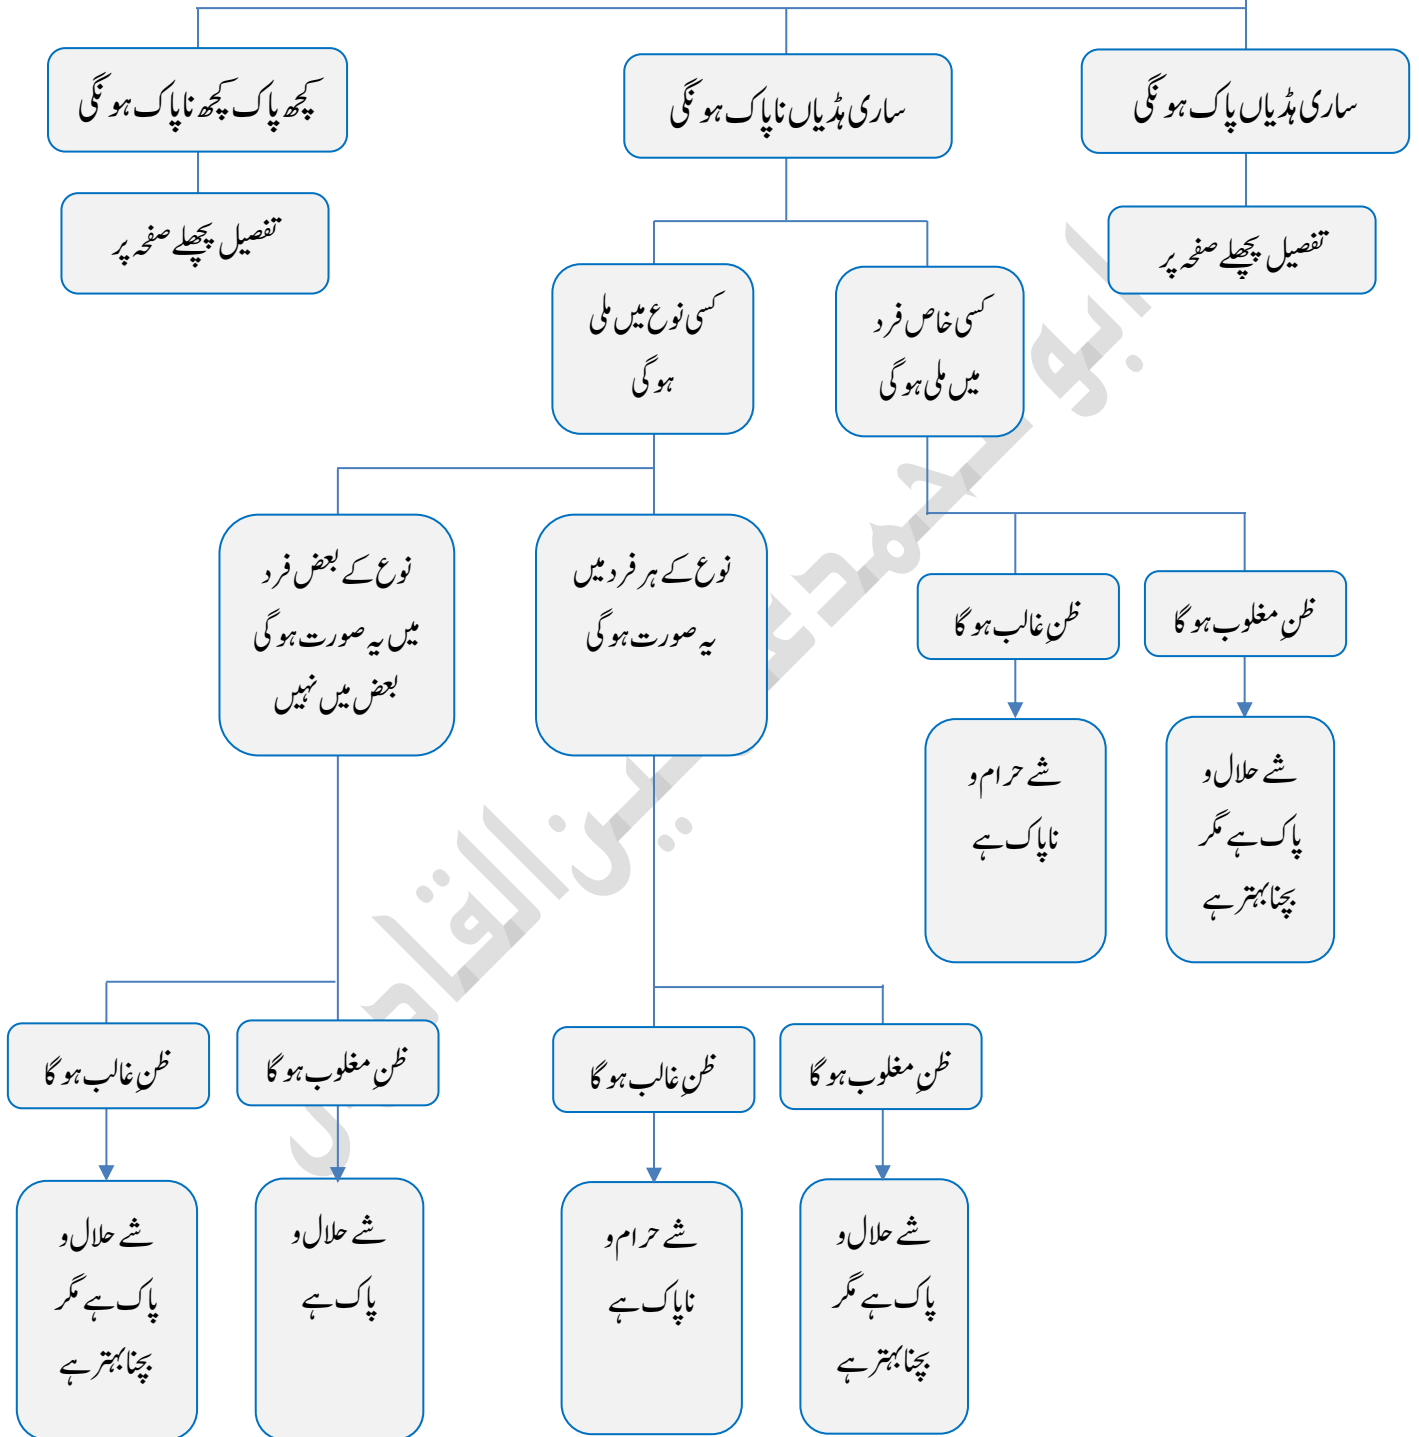 ساری ہڈیاں پاک ہونگی
ساری ہڈیاں ناپاک ہونگی
کچھ پاک کچھ ناپاک ہونگی
تفصیل پچھلے صفحہ پر
تفصیل پچھلے صفحہ پر
کسی خاص فرد
میں ملی ہوگی
کسی نوع میں ملی
ہوگی
نوع کے ہر فرد میں
یہ صورت ہوگی
نوع کے بعض فرد
میں یہ صورت ہوگی
بعض میں نہیں
ظنِ مغلوب ہوگا
ظنِ غالب ہوگا
شے حلال و
پاک ہے مگر
بچنا بہتر ہے
شے حرام و
ناپاک ہے
ظنِ مغلوب ہوگا
ظنِ غالب ہوگا
ظنِ مغلوب ہوگا
ظنِ غالب ہوگا
شے حلال و
پاک ہے مگر
بچنا بہتر ہے
شے حرام و
ناپاک ہے
شے حلال و
پاک ہے
شے حلال و
پاک ہے مگر
بچنا بہتر ہے